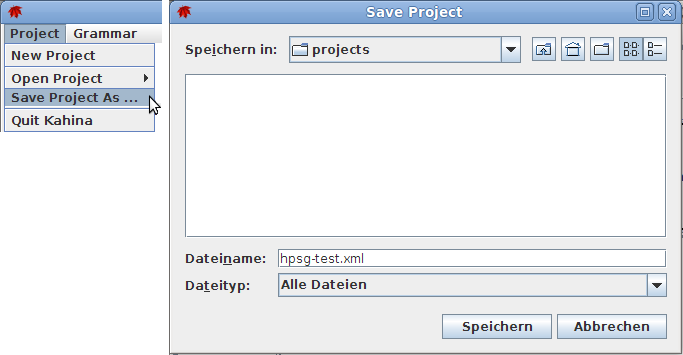 Project Grammar
New Project
Open Project
Save Project As ...
Quit Kahina
Save Project
Speichern in: projects
Dateiname: hpsg-test.xml
Dateityp: Alle Dateien
Speichern Abbrechen